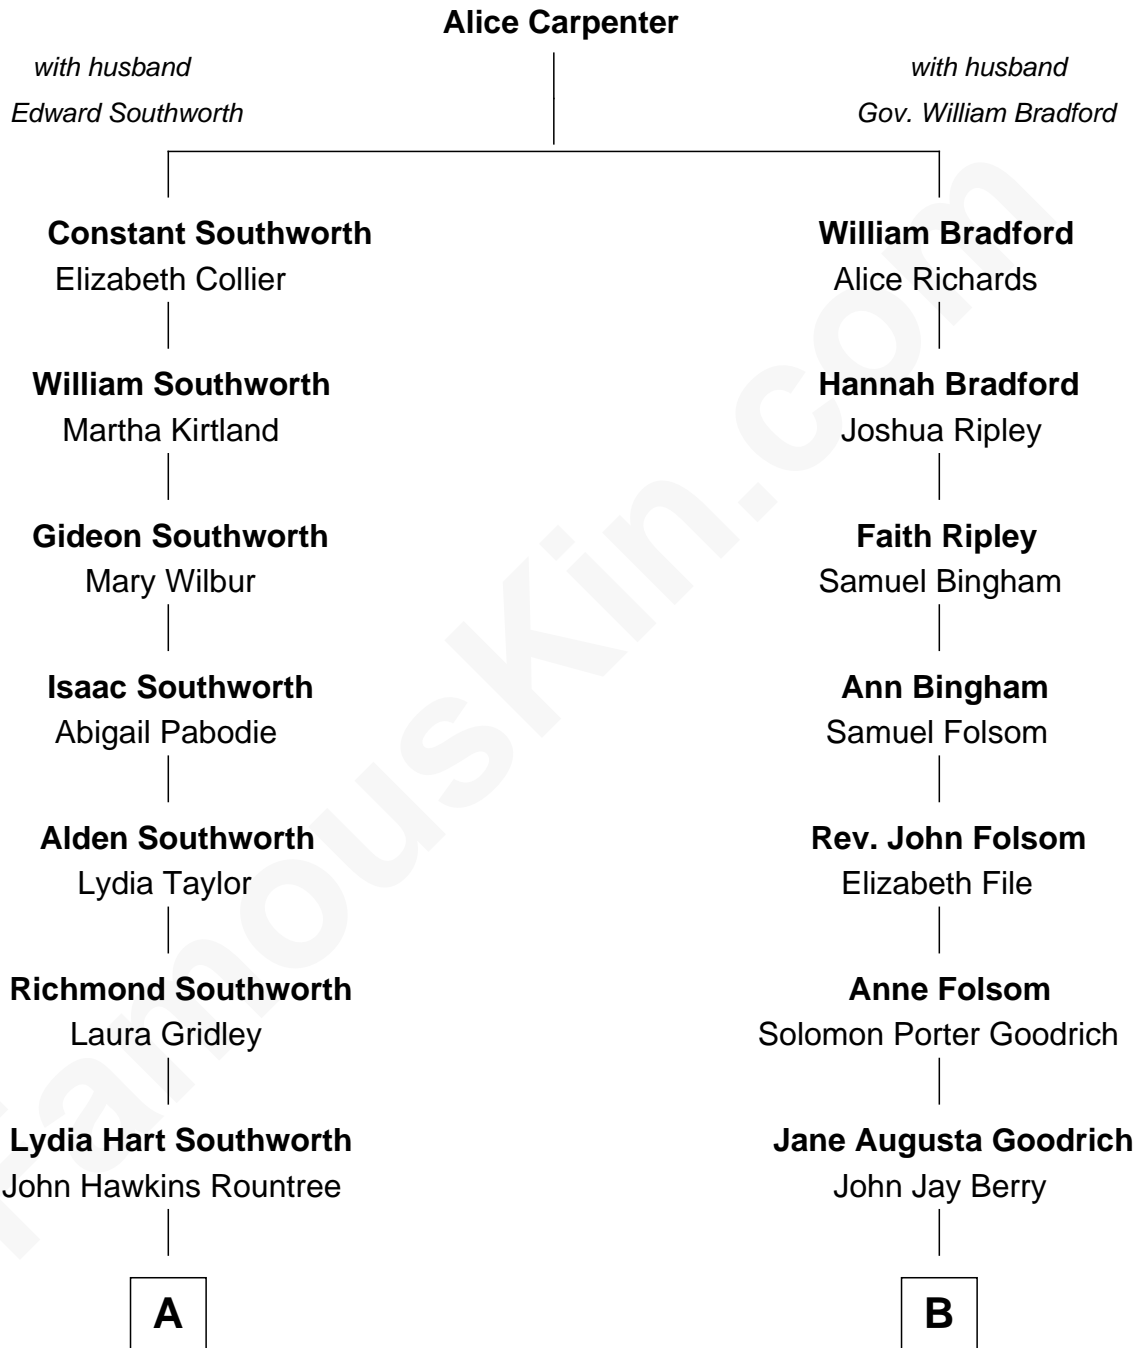 Alice Carpenter
with husband
Edward Southworth
with husband
Gov. William Bradford
Constant Southworth
Elizabeth Collier
William Bradford
Alice Richards
William Southworth
Martha Kirtland
Hannah Bradford
Joshua Ripley
Gideon Southworth
Mary Wilbur
Faith Ripley
Samuel Bingham
Isaac Southworth
Abigail Pabodie
Ann Bingham
Samuel Folsom
Alden Southworth
Lydia Taylor
Rev. John Folsom
Elizabeth File
Richmond Southworth
Laura Gridley
Anne Folsom
Solomon Porter Goodrich
Lydia Hart Southworth
John Hawkins Rountree
Jane Augusta Goodrich
John Jay Berry
A
B
FamousKin.com